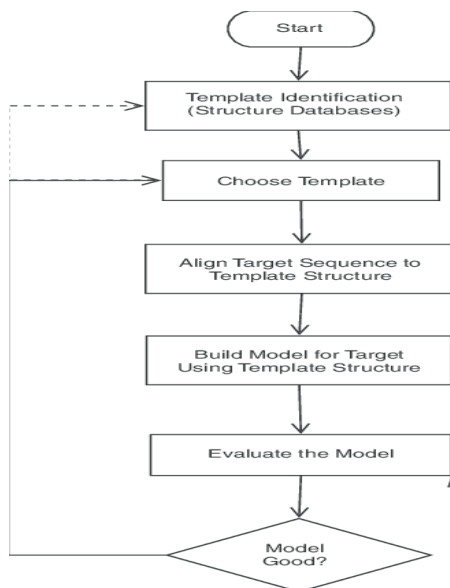 Start
Template Identification
(Structure Databases)
Choose Template
Align Target Sequence to
Template Structure
Build Model for Target
Using Template Structure
Evaluate the Model
Model
Good?